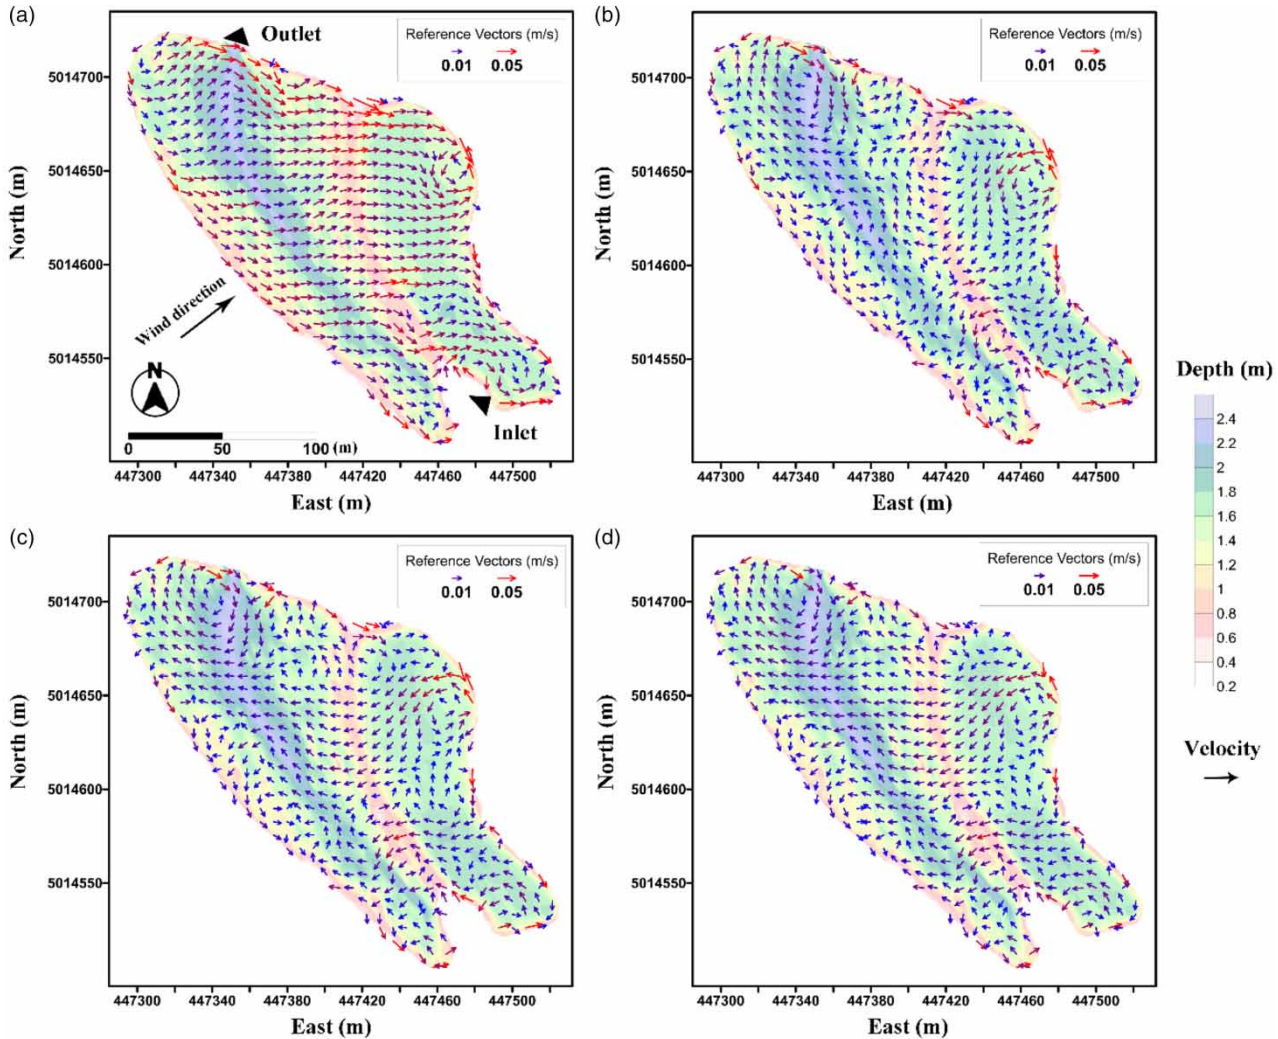 (a)
Outlet
Reference Vectors (m/s)
0.01 0.05
North (m)
5014700
5014650
5014600
5014550
Wind direction
N
0 50 100 (m)
Inlet
447300 447340 447380 447420 447460 447500
East (m)
(b)
Reference Vectors (m/s)
0.01 0.05
North (m)
5014700
5014650
5014600
5014550
447300 447340 447380 447420 447460 447500
East (m)
(c)
Reference Vectors (m/s)
0.01 0.05
North (m)
5014700
5014650
5014600
5014550
447300 447340 447380 447420 447460 447500
East (m)
(d)
Reference Vectors (m/s)
0.01 0.05
North (m)
5014700
5014650
5014600
5014550
447300 447340 447380 447420 447460 447500
East (m)
Depth (m)
2.4
2.2
2
1.8
1.6
1.4
1.2
1
0.8
0.6
0.4
0.2
Velocity